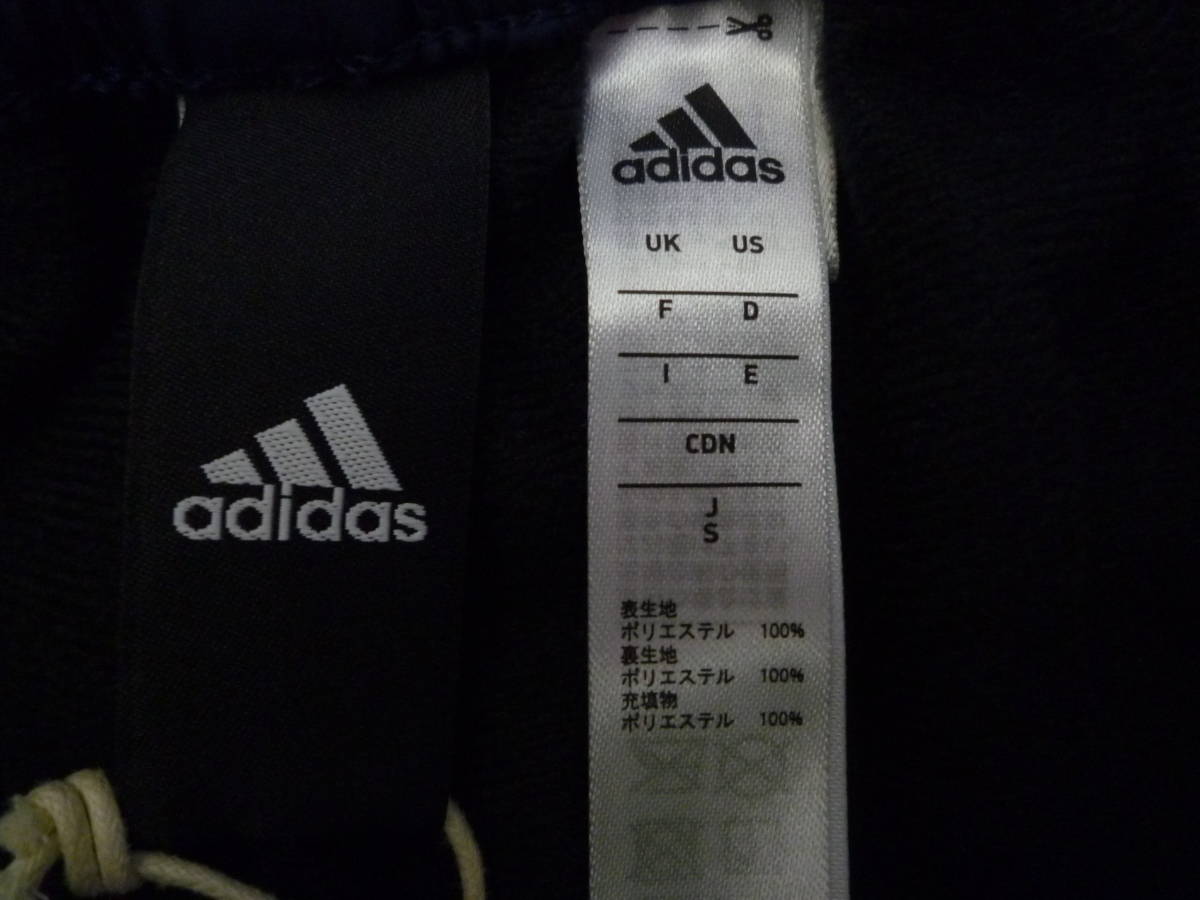 adidas
adidas
UK US
F D
I E
CDN
J
S
表生地
ポリエステル 100%
裏生地
ポリエステル 100%
充填物
ポリエステル 100%